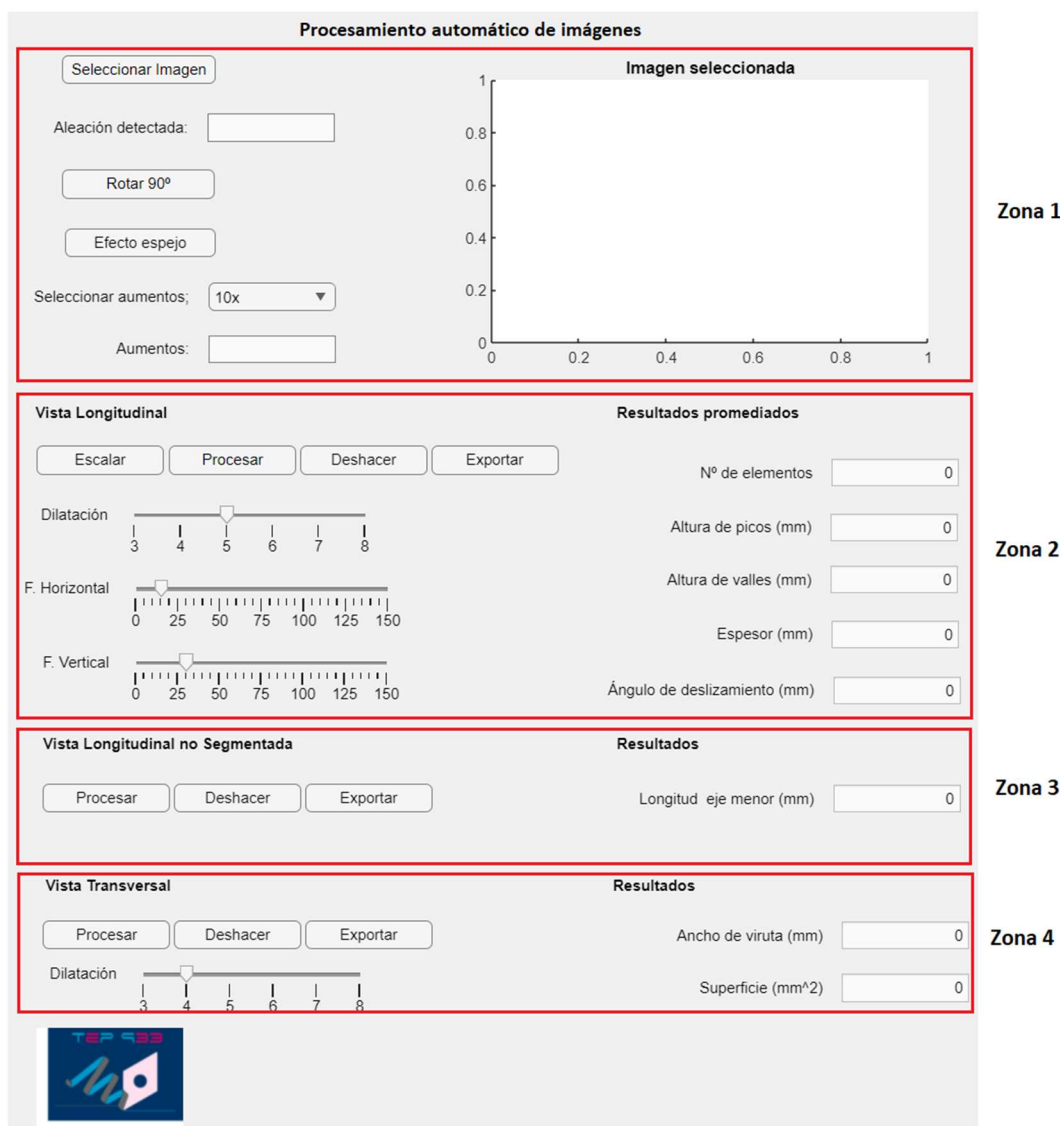 Procesamiento automático de imágenes
Seleccionar Imagen
Aleación detectada:
Rotar 90º
Efecto espejo
Seleccionar aumentos;
10x
Aumentos:
Imagen seleccionada
1
0.8
0.6
0.4
0.2
0
0 0.2 0.4 0.6 0.8 1
Zona 1
Vista Longitudinal
Escalar Procesar Deshacer Exportar
Dilatación
3 4 5 6 7 8
F. Horizontal
0 25 50 75 100 125 150
F. Vertical
0 25 50 75 100 125 150
Resultados promediados
Nº de elementos 0
Altura de picos (mm) 0
Altura de valles (mm) 0
Espesor (mm) 0
Ángulo de deslizamiento (mm) 0
Zona 2
Vista Longitudinal no Segmentada
Procesar Deshacer Exportar
Resultados
Longitud eje menor (mm) 0
Zona 3
Vista Transversal
Procesar Deshacer Exportar
Dilatación
3 4 5 6 7 8
Resultados
Ancho de viruta (mm) 0
Superficie (mm^2) 0
Zona 4
TEP 933